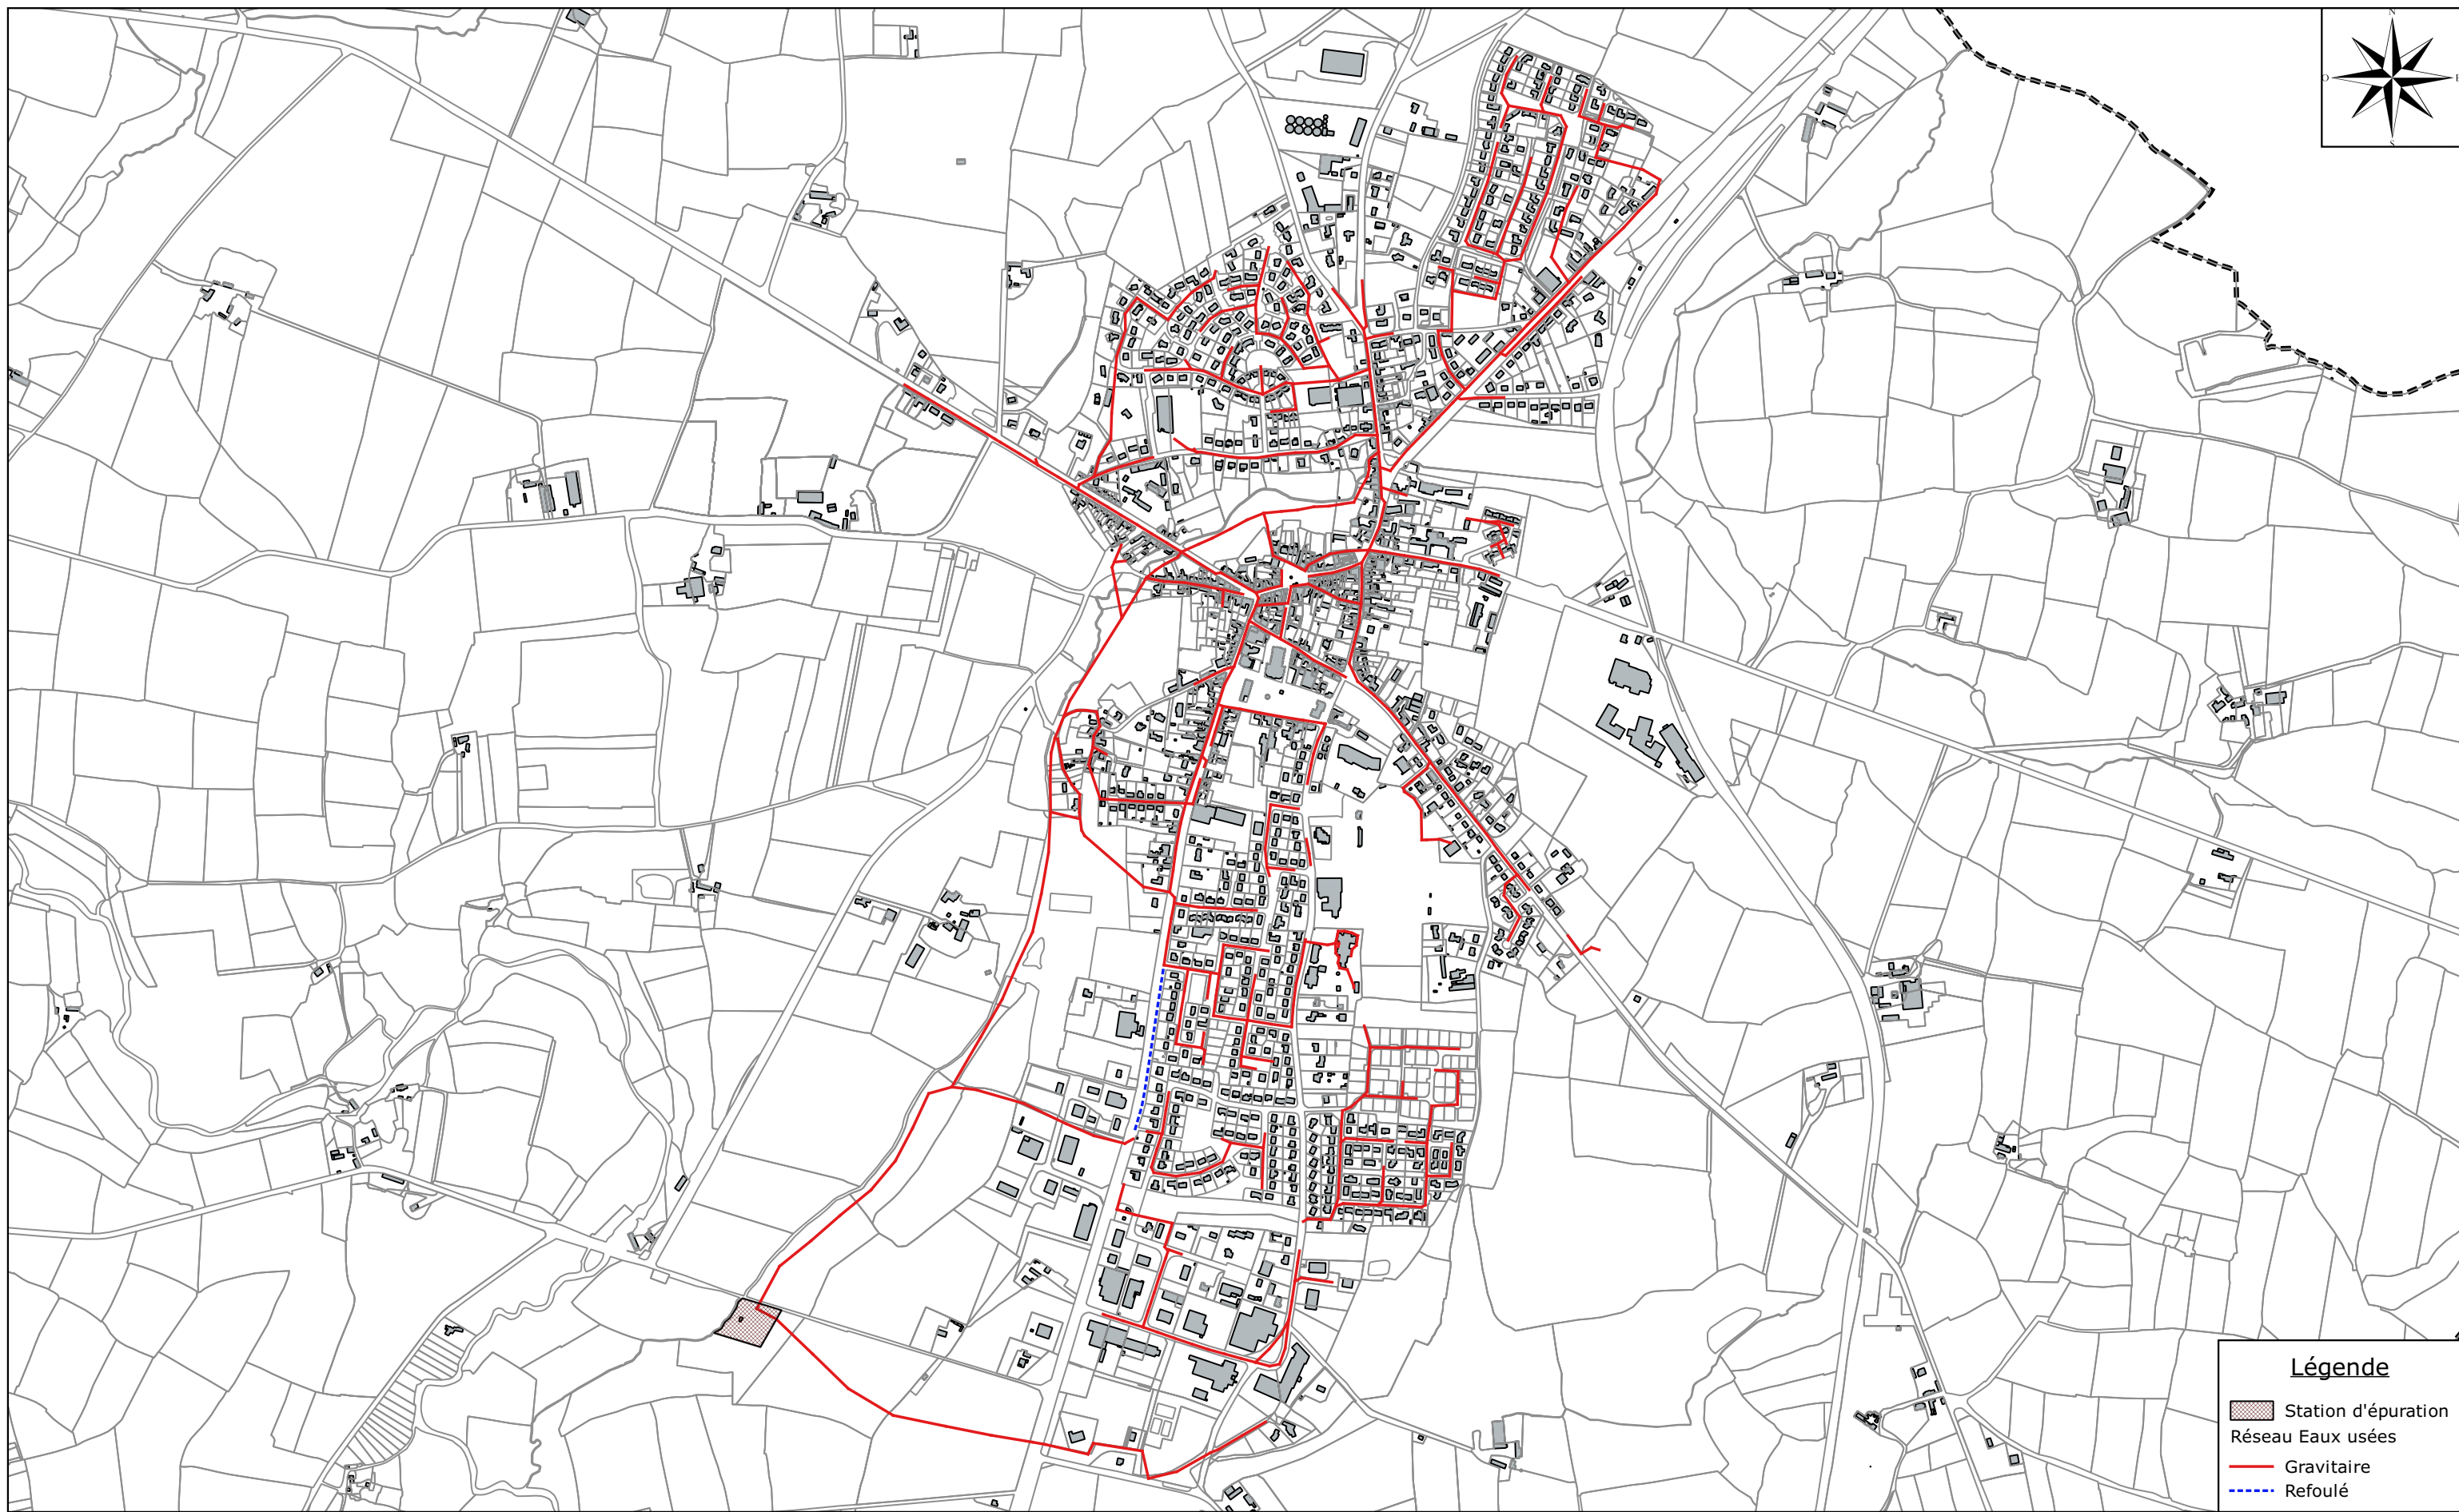 N
O
E
S
Légende
Station d'épuration
Réseau Eaux usées
Gravitaire
Refoulé